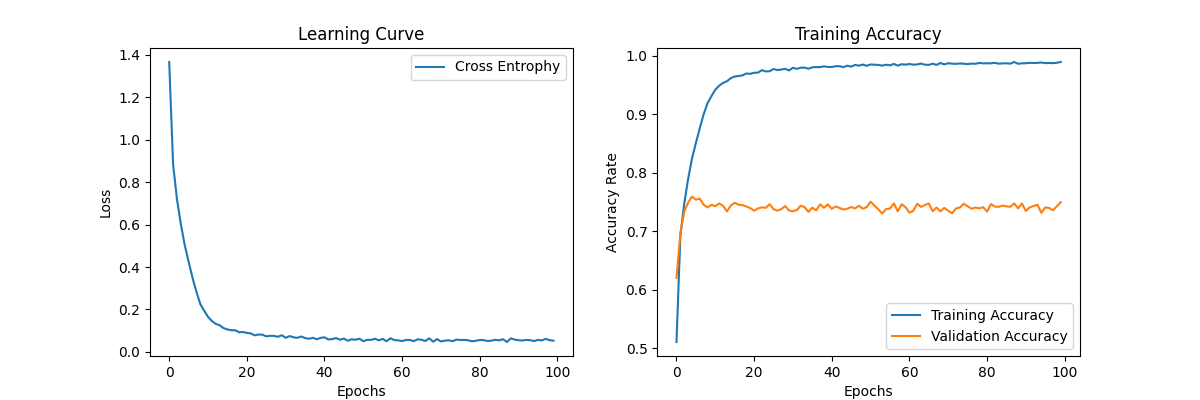 Learning Curve
Cross Entrophy
1.4
1.2
1.0
0.8
0.6
0.4
0.2
0.0
Loss
0 20 40 60 80 100
Epochs
Training Accuracy
1.0
0.9
0.8
0.7
0.6
0.5
Accuracy Rate
Training Accuracy
Validation Accuracy
0 20 40 60 80 100
Epochs